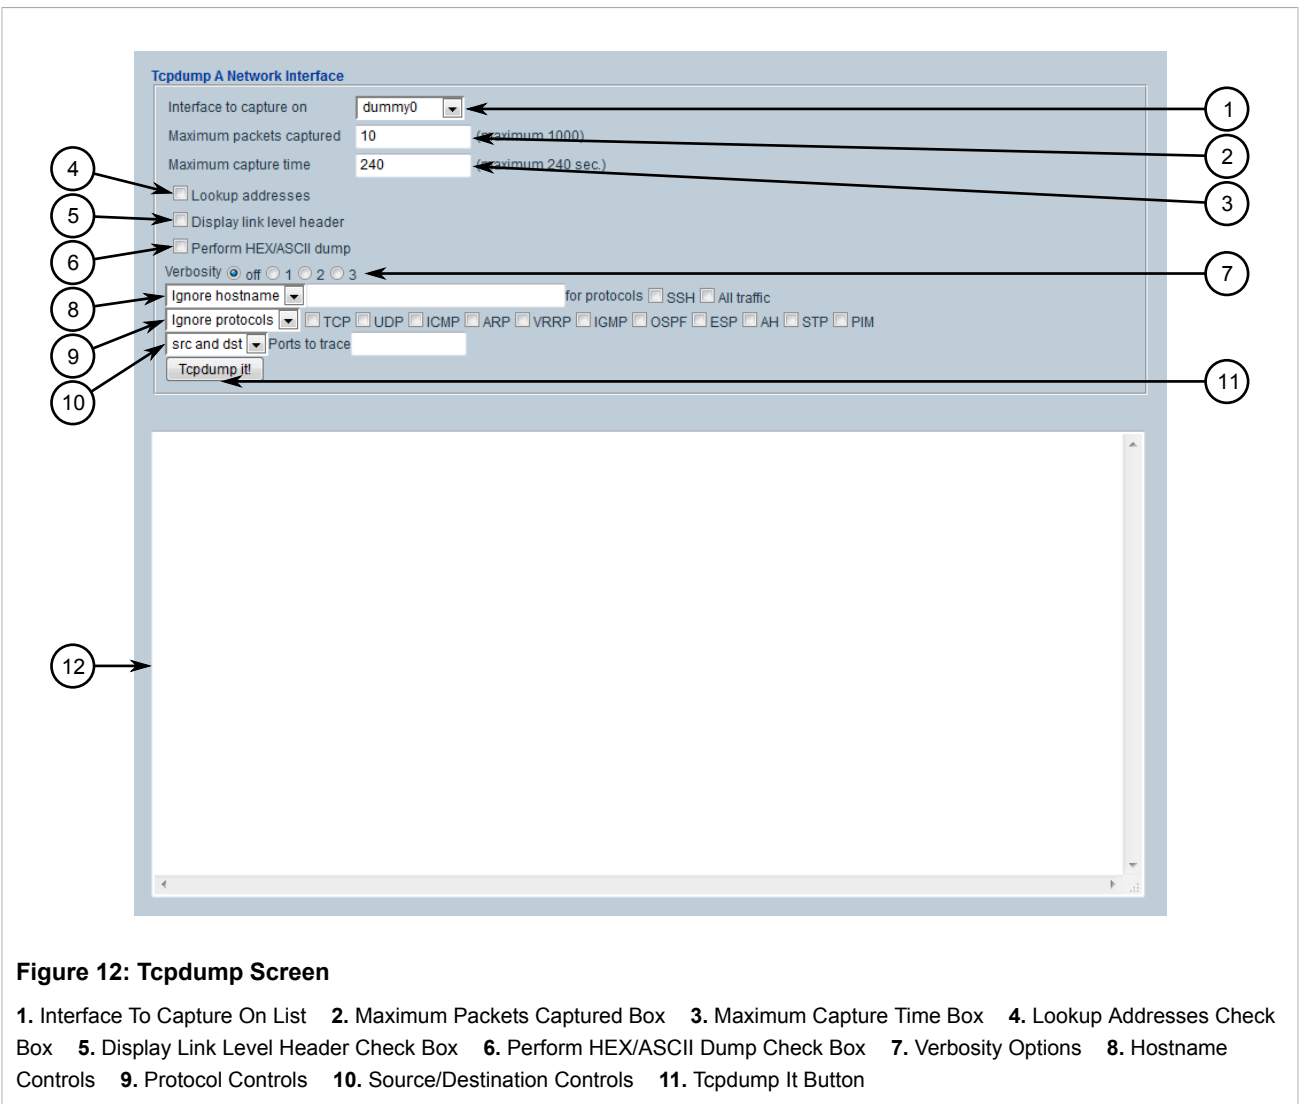 Tcpdump A Network Interface
Interface to capture on dummy0 1
Maximum packets captured 10 (maximum 1000) 2
Maximum capture time 240 (maximum 240 sec.) 3
4 Lookup addresses
5 Display link level header
6 Perform HEX/ASCII dump
Verbosity off 1 2 3 7
8 Ignore hostname for protocols SSH All traffic
9 Ignore protocols TCP UDP ICMP ARP VRRP IGMP OSPF ESP AH STP PIM
10 src and dst Ports to trace
Tcpdump it! 11
12
Figure 12: Tcpdump Screen
1. Interface To Capture On List 2. Maximum Packets Captured Box 3. Maximum Capture Time Box 4. Lookup Addresses Check
Box 5. Display Link Level Header Check Box 6. Perform HEX/ASCII Dump Check Box 7. Verbosity Options 8. Hostname
Controls 9. Protocol Controls 10. Source/Destination Controls 11. Tcpdump It Button